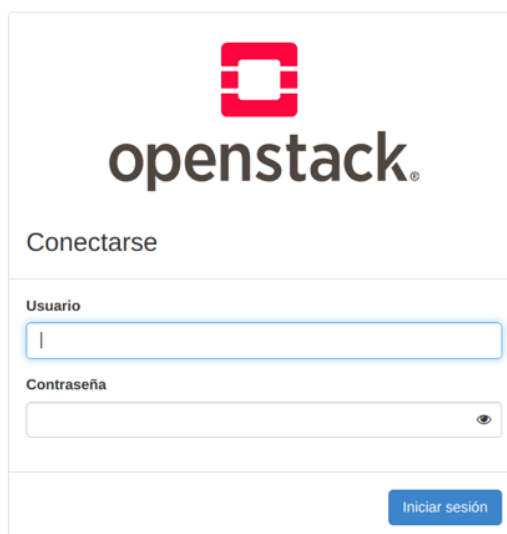 openstack.®
Conectarse
Usuario
Contraseña
Iniciar sesión